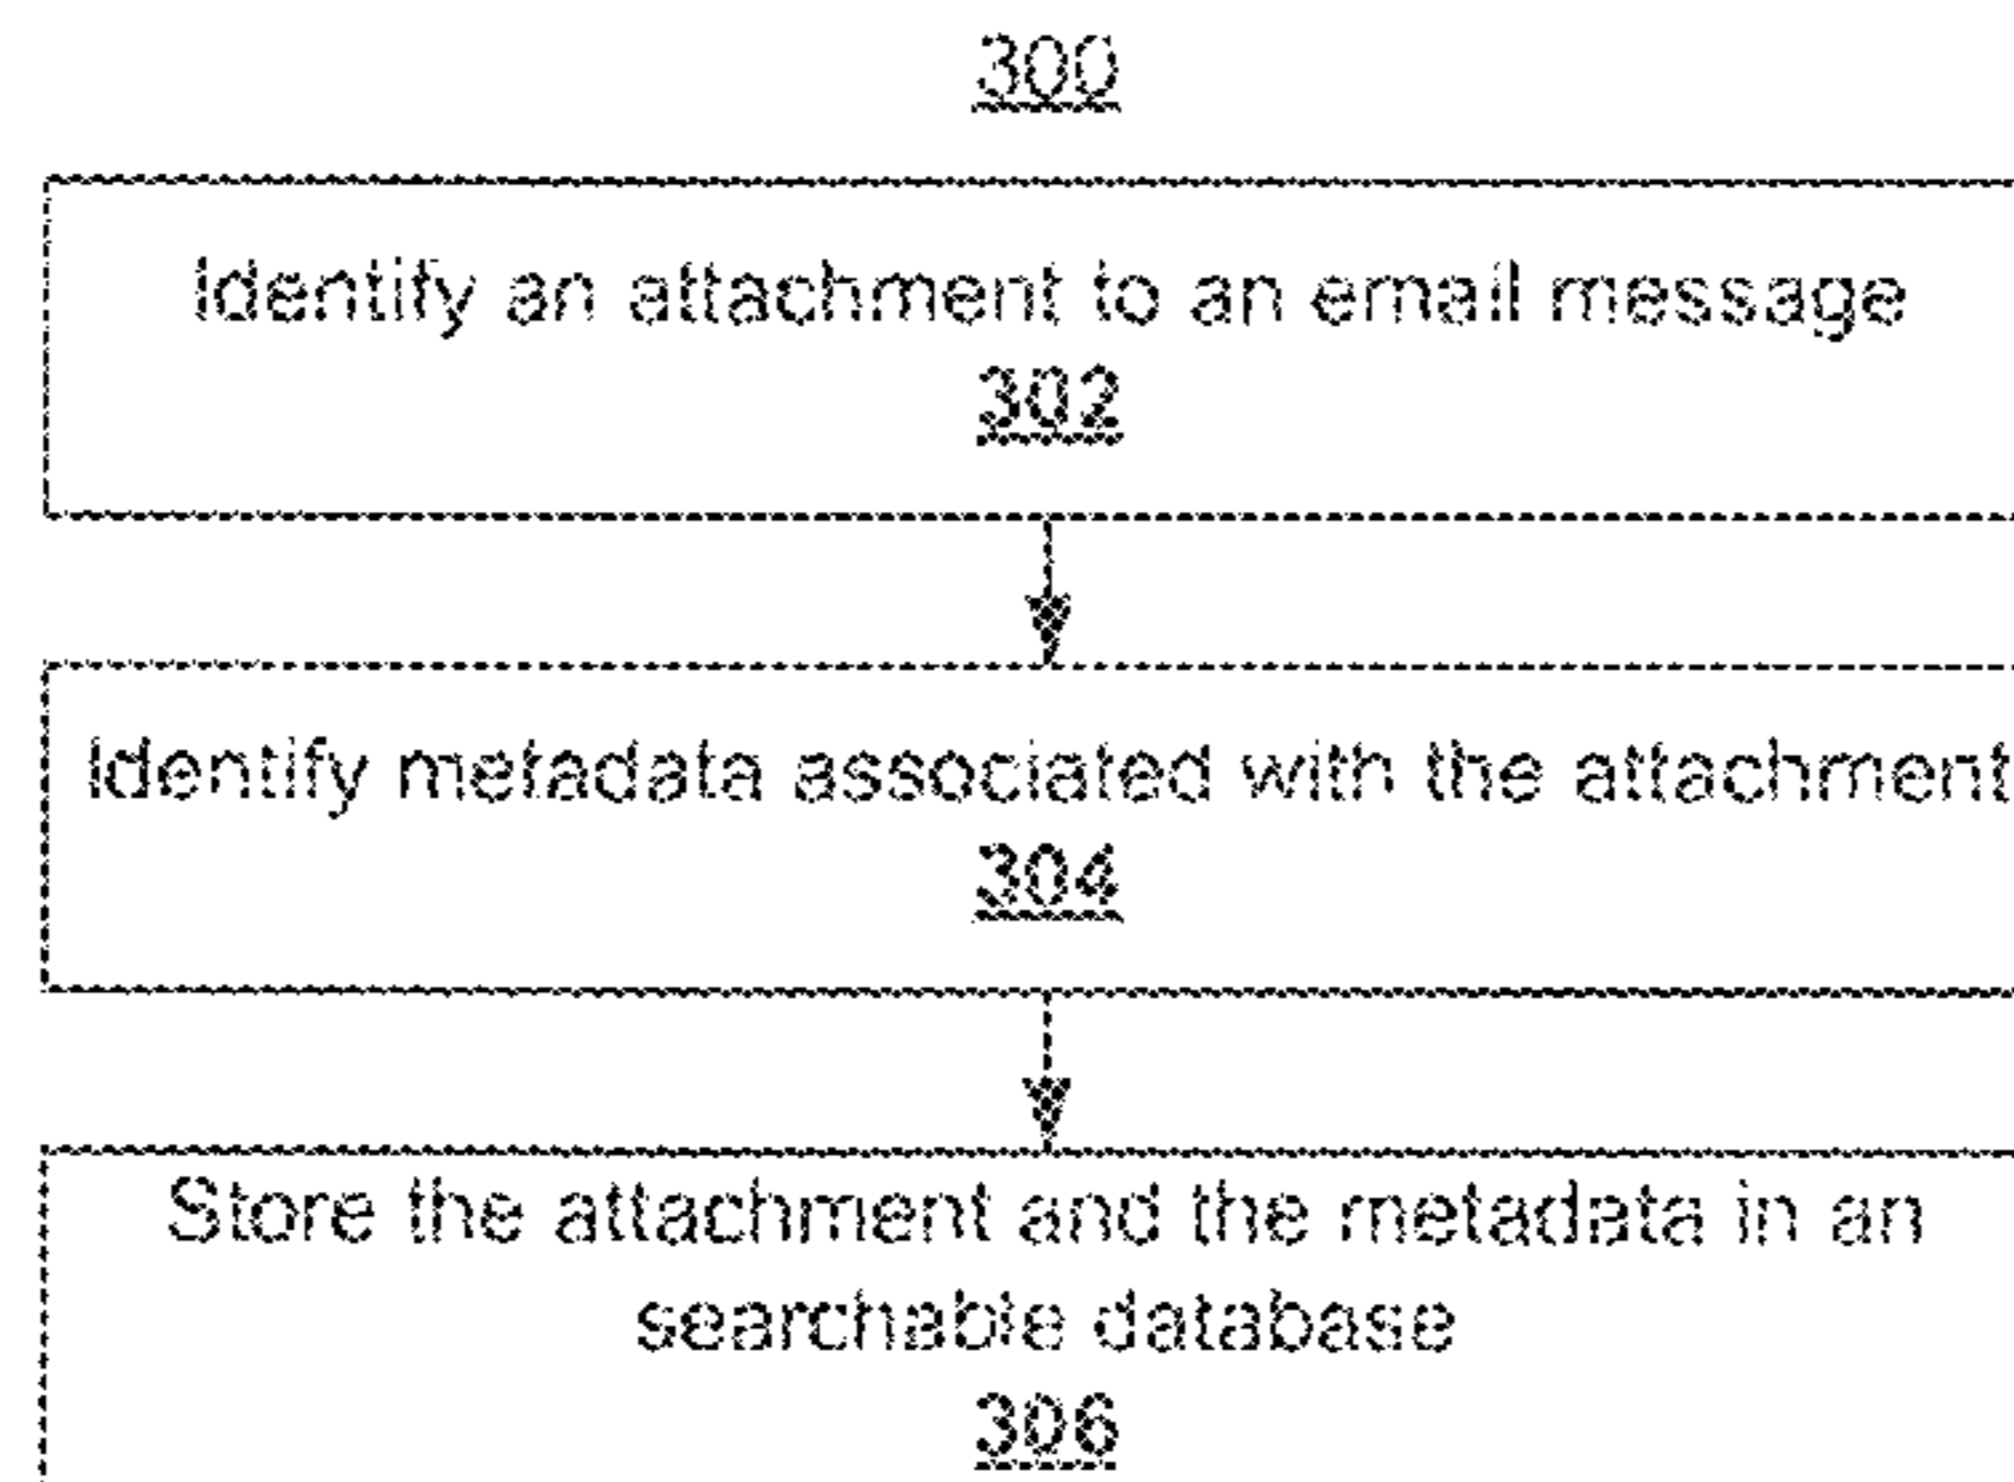 300
Identify an attachment to an email message
302
Identify metadata associated with the attachment
304
Store the attachment and the metadata in an
searchable database
306